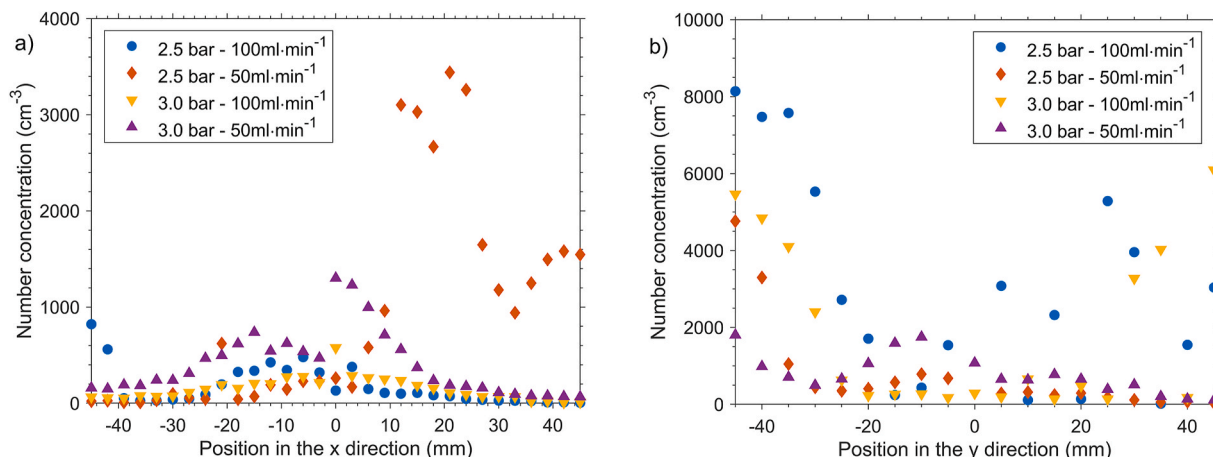 a)
2.5 bar - 100ml·min⁻¹
2.5 bar - 50ml·min⁻¹
3.0 bar - 100ml·min⁻¹
3.0 bar - 50ml·min⁻¹
Number concentration (cm⁻³)
4000
3000
2000
1000
0
-40 -30 -20 -10 0 10 20 30 40
Position in the x direction (mm)
b)
2.5 bar - 100ml·min⁻¹
2.5 bar - 50ml·min⁻¹
3.0 bar - 100ml·min⁻¹
3.0 bar - 50ml·min⁻¹
Number concentration (cm⁻³)
10000
8000
6000
4000
2000
0
-40 -20 0 20 40
Position in the y direction (mm)